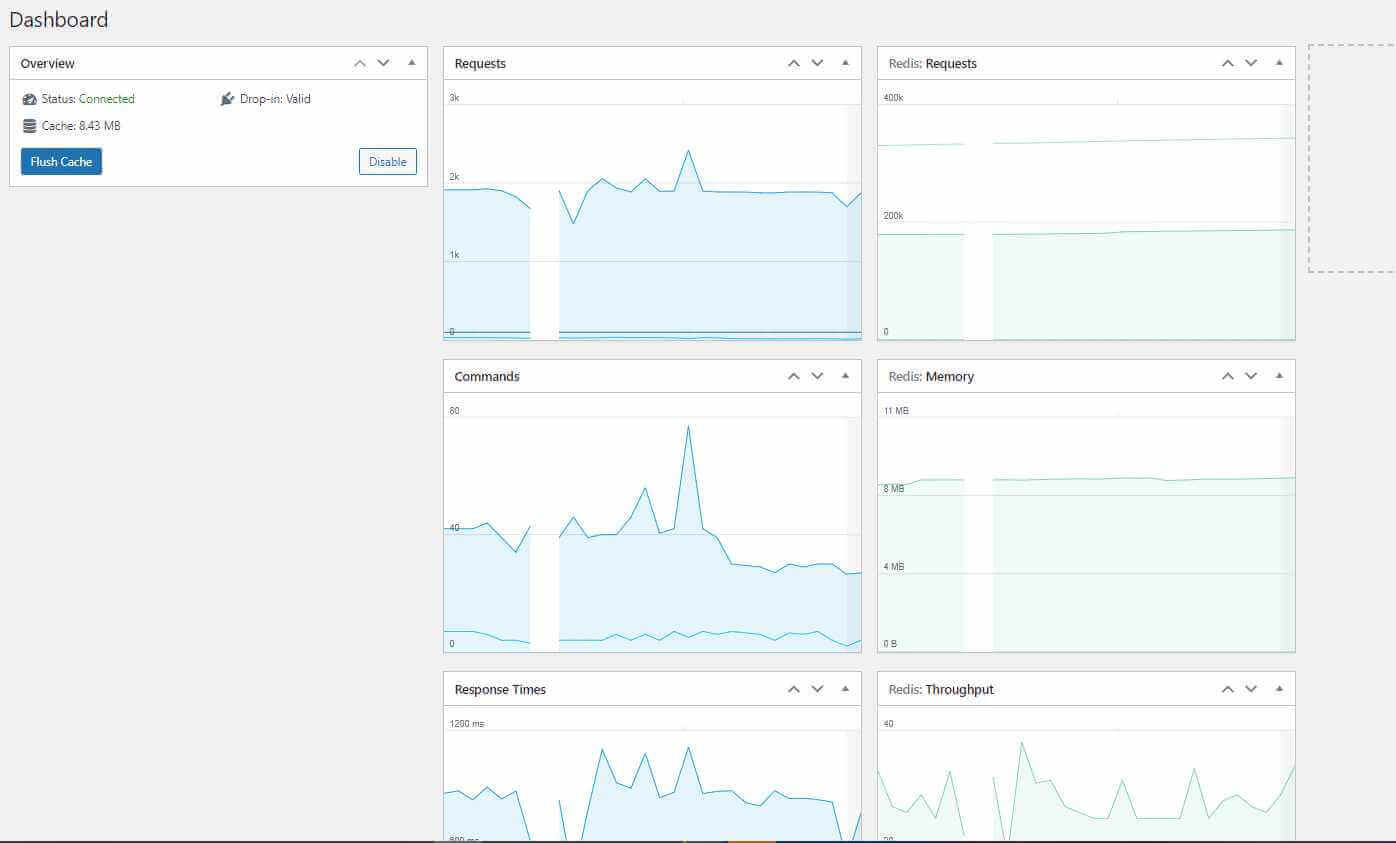 Dashboard
Overview
Status: Connected
Drop-in: Valid
Cache: 8.43 MB
Flush Cache
Disable
Requests
3k
2k
1k
0
Redis: Requests
400k
200k
0
Commands
80
40
0
Redis: Memory
11 MB
8 MB
4 MB
0 B
Response Times
1200 ms
Redis: Throughput
40